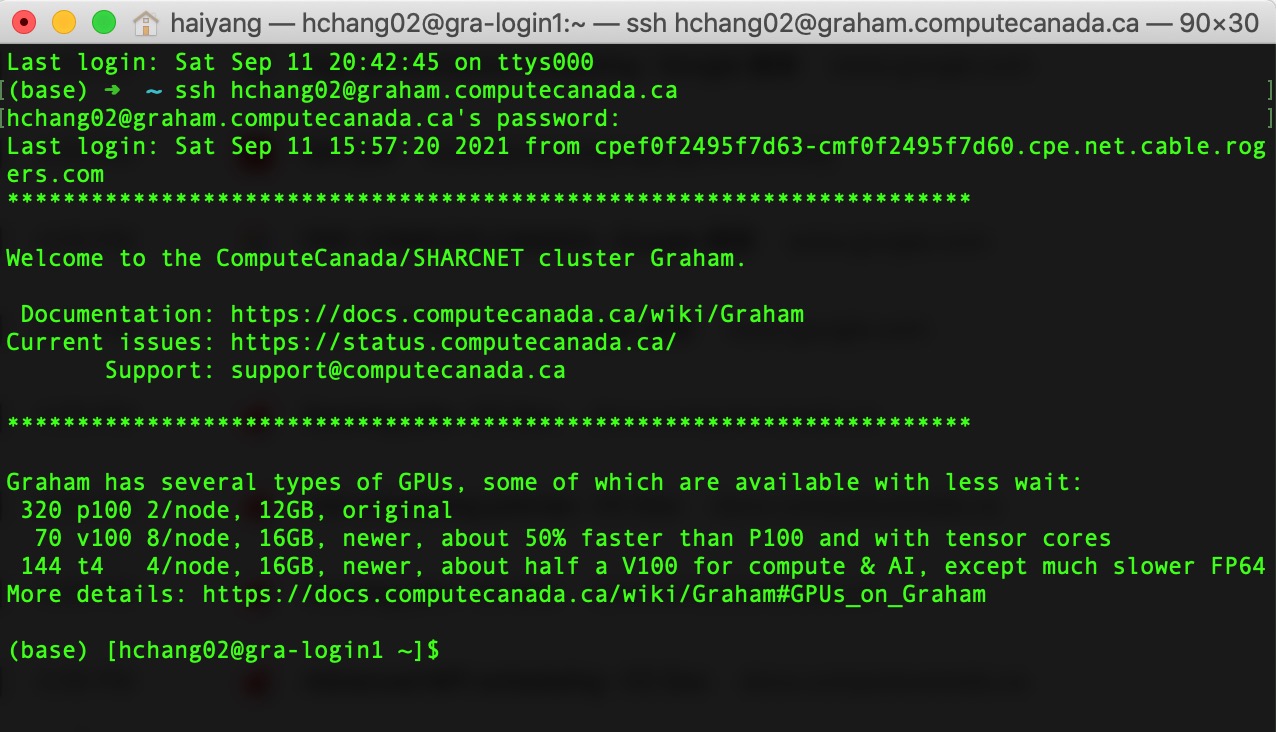 haiyang — hchang02@gra-login1:~ — ssh hchang02@graham.computecanada.ca — 90×30
Last login: Sat Sep 11 20:42:45 on ttys000
[(base) ➜  ~ ssh hchang02@graham.computecanada.ca ]
[hchang02@graham.computecanada.ca's password: ]
Last login: Sat Sep 11 15:57:20 2021 from cpef0f2495f7d63-cmf0f2495f7d60.cpe.net.cable.rog
ers.com
*********************************************************************
Welcome to the ComputeCanada/SHARCNET cluster Graham.
 Documentation: https://docs.computecanada.ca/wiki/Graham
Current issues: https://status.computecanada.ca/
       Support: support@computecanada.ca
*********************************************************************
Graham has several types of GPUs, some of which are available with less wait:
 320 p100 2/node, 12GB, original
  70 v100 8/node, 16GB, newer, about 50% faster than P100 and with tensor cores
 144 t4   4/node, 16GB, newer, about half a V100 for compute & AI, except much slower FP64
More details: https://docs.computecanada.ca/wiki/Graham#GPUs_on_Graham
(base) [hchang02@gra-login1 ~]$